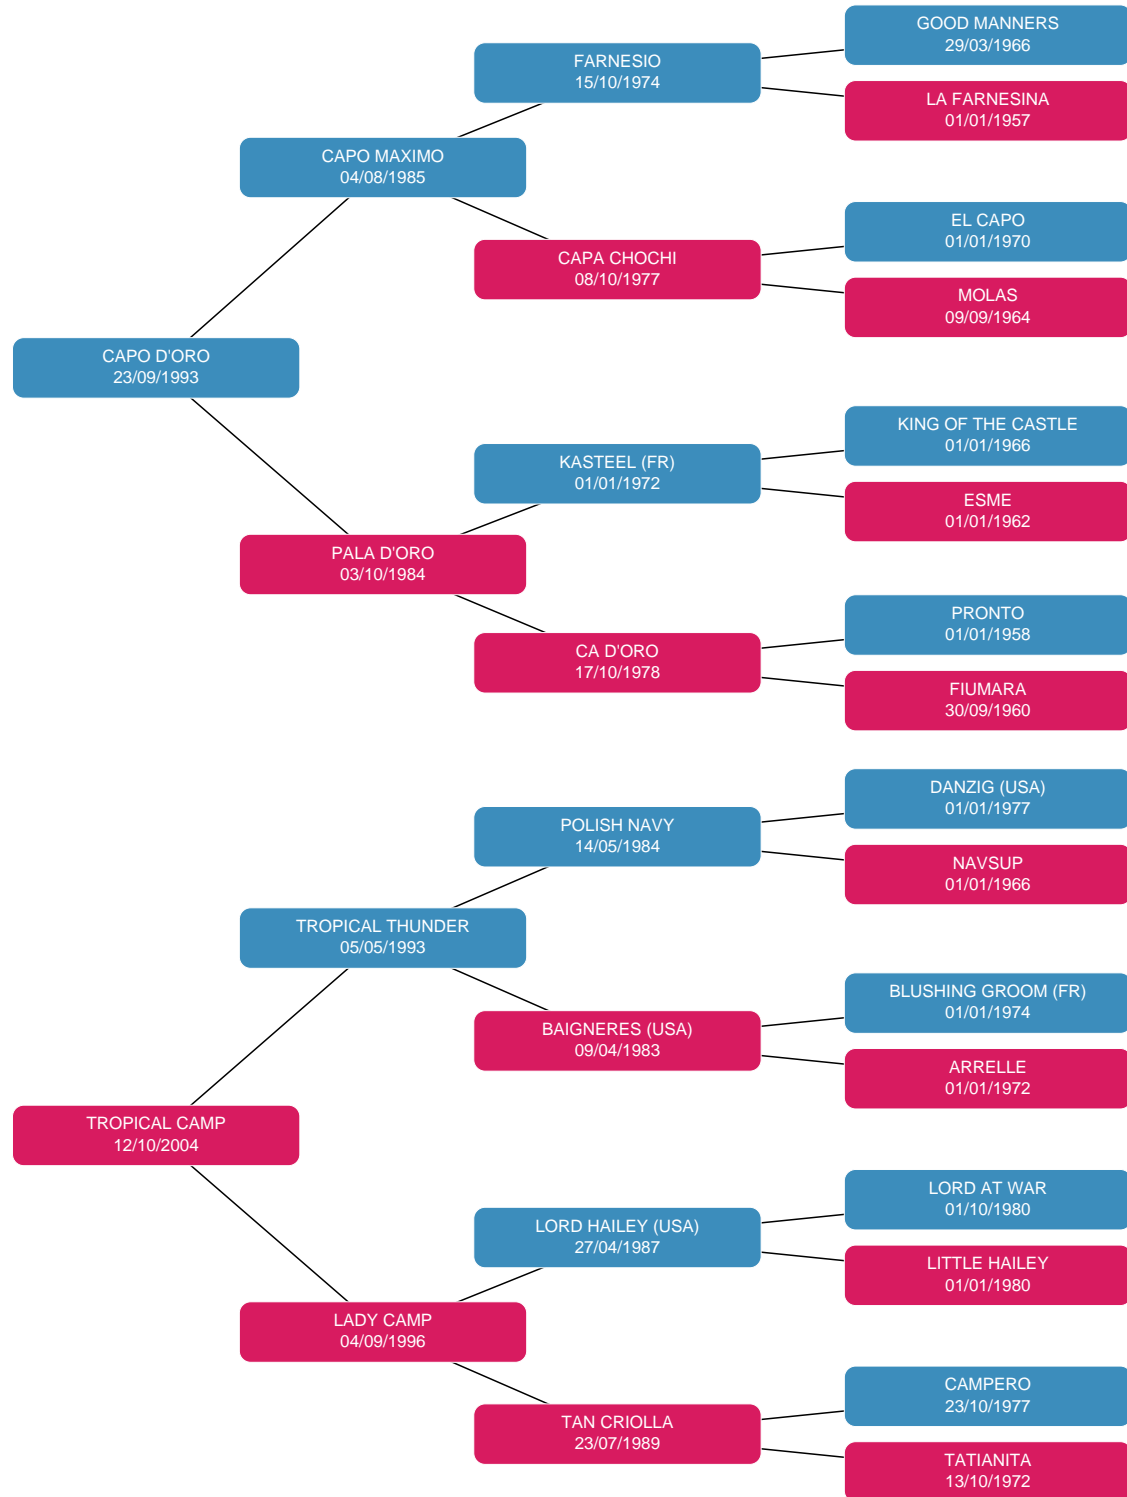 GOOD MANNERS
29/03/1966
FARNESIO
15/10/1974
LA FARNESINA
01/01/1957
CAPO MAXIMO
04/08/1985
EL CAPO
01/01/1970
CAPA CHOCHI
08/10/1977
MOLAS
09/09/1964
CAPO D'ORO
23/09/1993
KING OF THE CASTLE
01/01/1966
KASTEEL (FR)
01/01/1972
ESME
01/01/1962
PALA D'ORO
03/10/1984
PRONTO
01/01/1958
CA D'ORO
17/10/1978
FIUMARA
30/09/1960
DANZIG (USA)
01/01/1977
POLISH NAVY
14/05/1984
NAVSUP
01/01/1966
TROPICAL THUNDER
05/05/1993
BLUSHING GROOM (FR)
01/01/1974
BAIGNERES (USA)
09/04/1983
ARRELLE
01/01/1972
TROPICAL CAMP
12/10/2004
LORD AT WAR
01/10/1980
LORD HAILEY (USA)
27/04/1987
LITTLE HAILEY
01/01/1980
LADY CAMP
04/09/1996
CAMPERO
23/10/1977
TAN CRIOLLA
23/07/1989
TATIANITA
13/10/1972